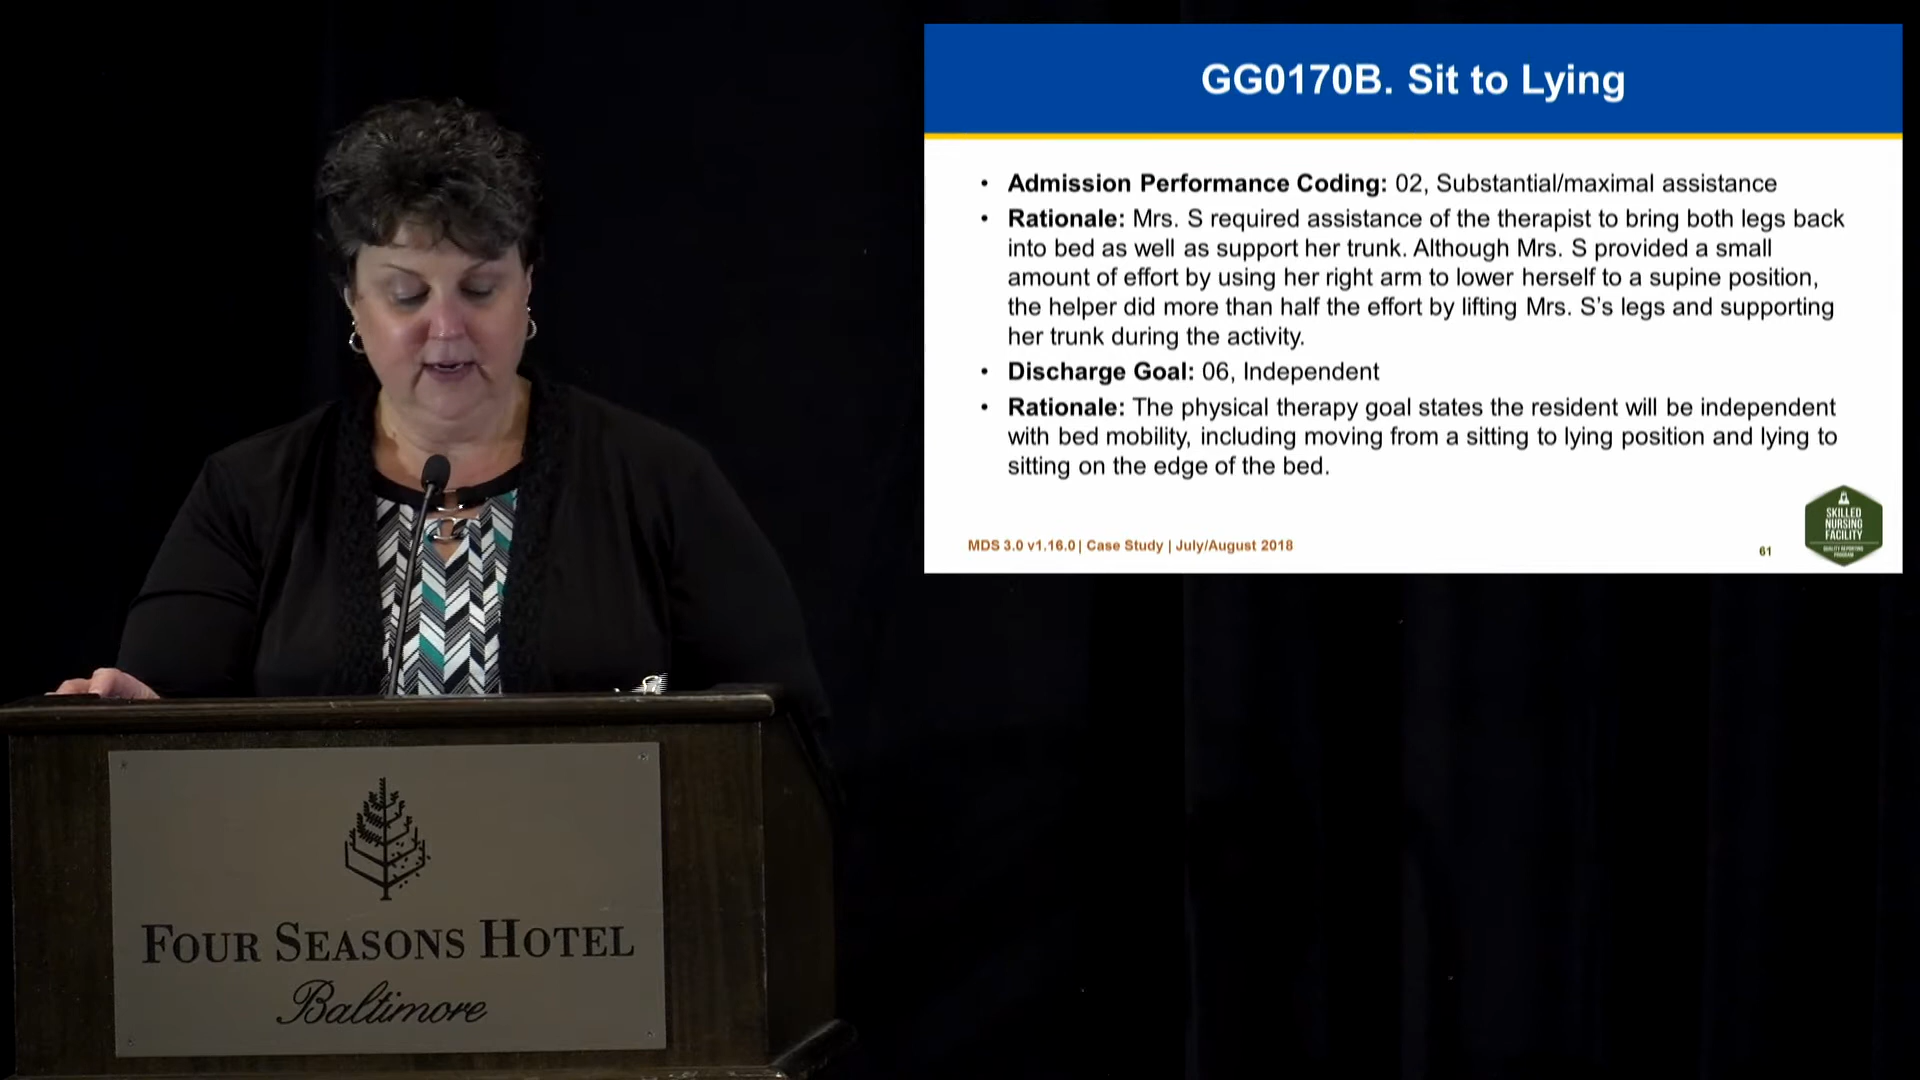 GG0170B. Sit to Lying
• Admission Performance Coding: 02, Substantial/maximal assistance
• Rationale: Mrs. S required assistance of the therapist to bring both legs back
into bed as well as support her trunk. Although Mrs. S provided a small
amount of effort by using her right arm to lower herself to a supine position,
the helper did more than half the effort by lifting Mrs. S’s legs and supporting
her trunk during the activity.
• Discharge Goal: 06, Independent
• Rationale: The physical therapy goal states the resident will be independent
with bed mobility, including moving from a sitting to lying position and lying to
sitting on the edge of the bed.
MDS 3.0 v1.16.0 | Case Study | July/August 2018
61
SKILLED
NURSING
FACILITY
QUALITY REPORTING
PROGRAM
FOUR SEASONS HOTEL
Baltimore